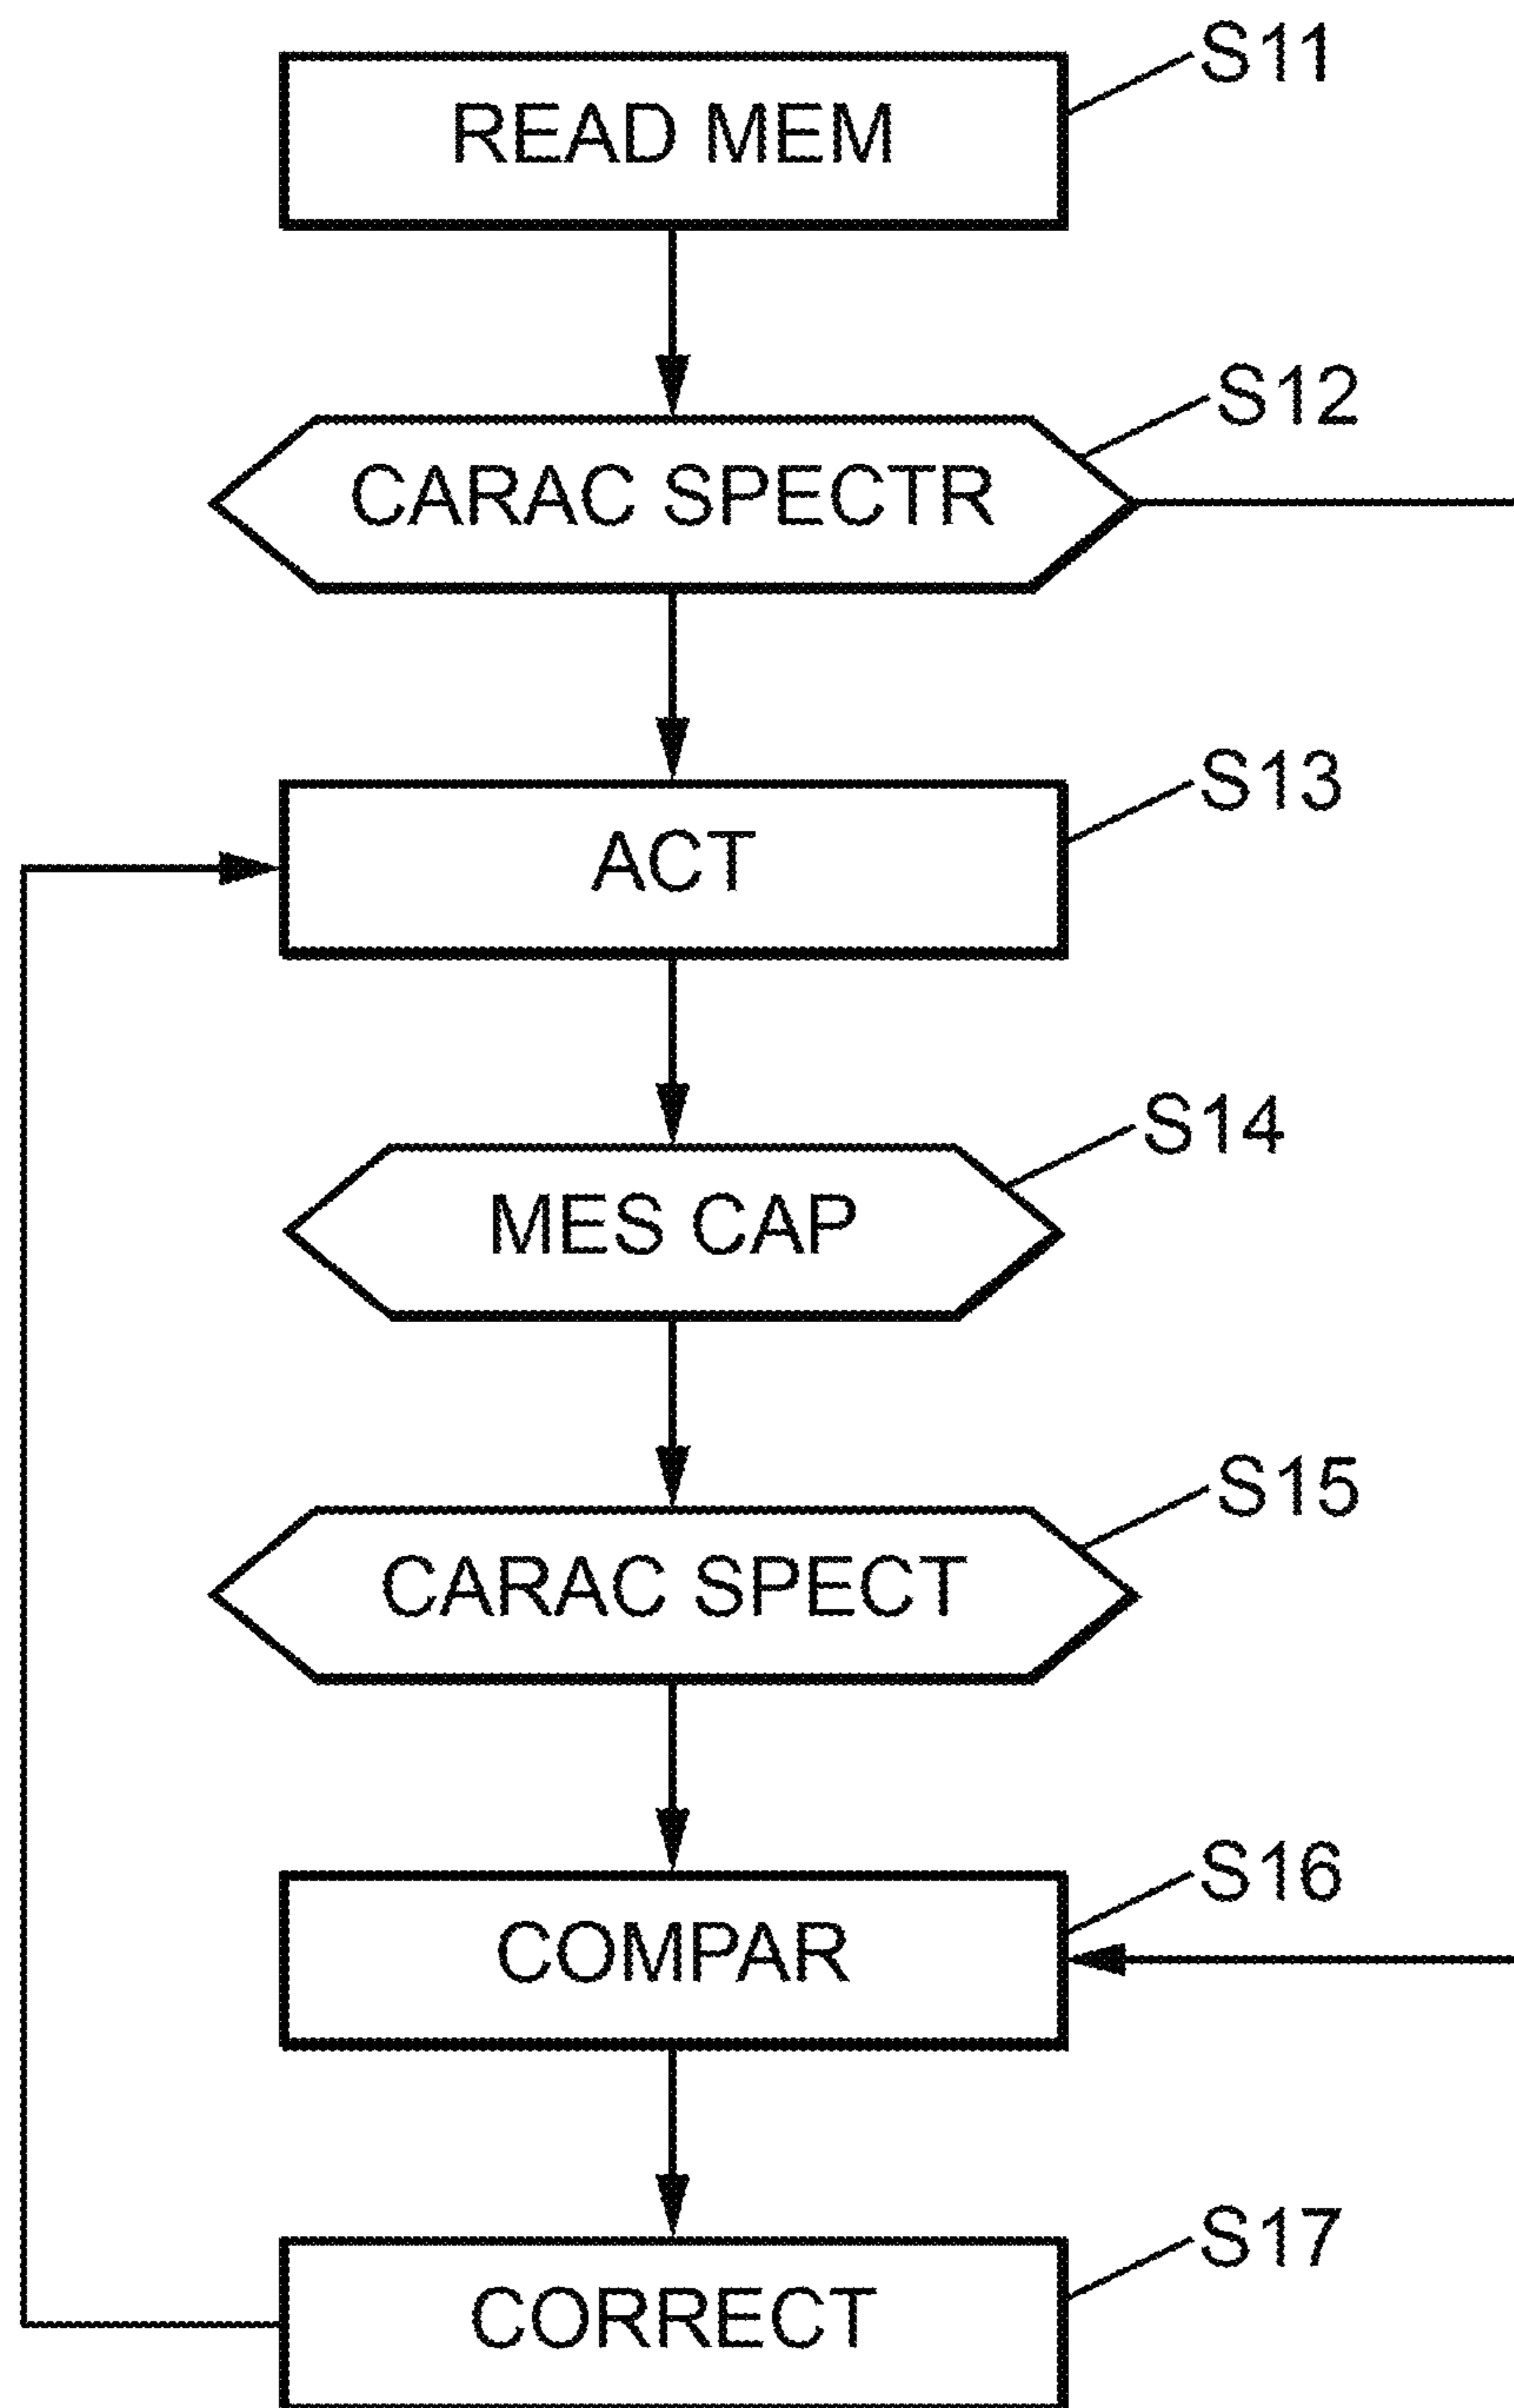 S11
READ MEM
S12
CARAC SPECTR
S13
ACT
S14
MES CAP
S15
CARAC SPECT
S16
COMPAR
S17
CORRECT